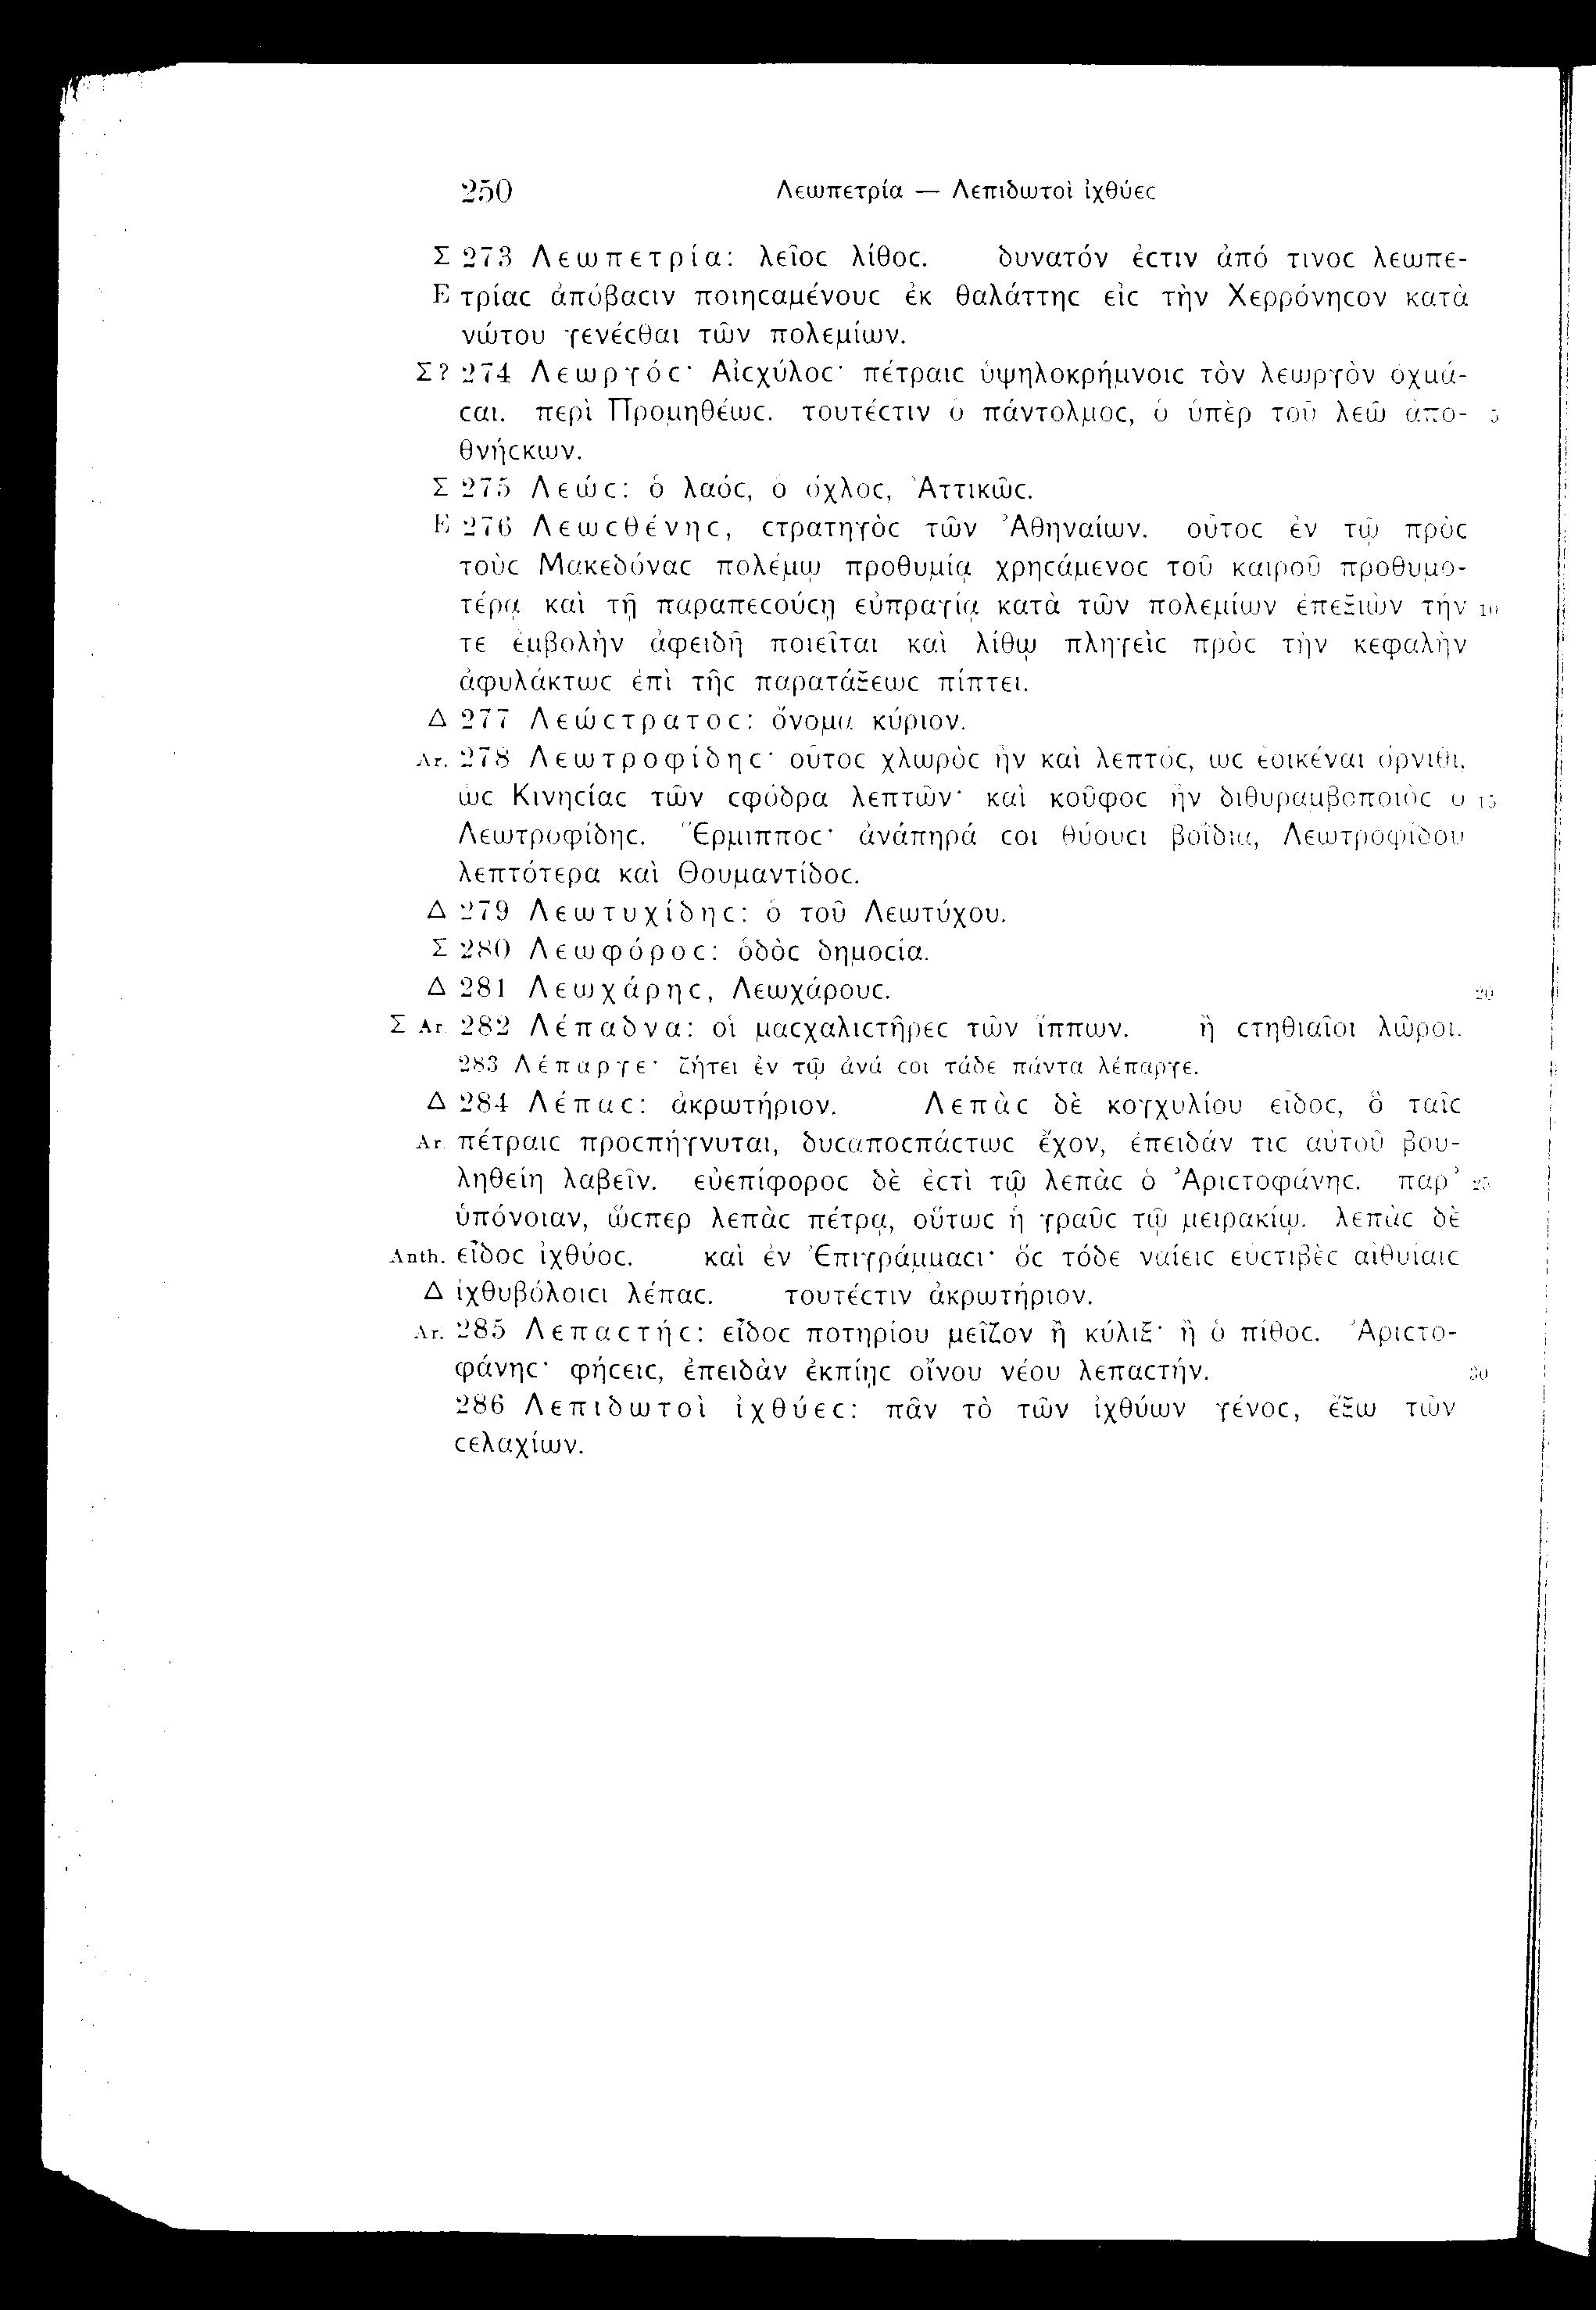 250 Λεωπετρία — Λεπιδωτοὶ ἰχθύεϲ
Σ 273 Λεωπετρία: λεῖοϲ λίθοϲ. δυνατόν ἐϲτιν ἀπό τινοϲ λεωπε-
E τρίαϲ ἀπόβαϲιν ποιηϲαμένουϲ ἐκ θαλάττηϲ εἰϲ τὴν Χερρόνηϲον κατὰ
νώτου γενέϲθαι τῶν πολεμίων.
Σ? 274 Λεωργόϲ· Αἰϲχύλοϲ· πέτραιϲ ὑψηλοκρήμνοιϲ τὸν λεωργὸν ὀχμά-
ϲαι. περὶ Προμηθέωϲ. τουτέϲτιν ὁ πάντολμοϲ, ὁ ὑπὲρ τοῦ λεῶ ἀπο- 5
θνήϲκων.
Σ 275 Λεώϲ: ὁ λαόϲ, ὁ ὄχλοϲ, Ἀττικῶϲ.
E 276 Λεωϲθένηϲ, ϲτρατηγὸϲ τῶν Ἀθηναίων. οὗτοϲ ἐν τῷ πρὸϲ
τοὺϲ Μακεδόναϲ πολέμῳ προθυμίᾳ χρηϲάμενοϲ τοῦ καιροῦ προθυμο-
τέρᾳ καὶ τῇ παραπεϲούϲῃ εὐπραγίᾳ κατὰ τῶν πολεμίων ἐπεξιὼν τήν 10
τε ἐμβολὴν ἀφειδῆ ποιεῖται καὶ λίθῳ πληγεὶϲ πρὸϲ τὴν κεφαλὴν
ἀφυλάκτωϲ ἐπὶ τῆϲ παρατάξεωϲ πίπτει.
Δ 277 Λεώϲτρατοϲ: ὄνομα κύριον.
Ar. 278 Λεωτροφίδηϲ· οὗτοϲ χλωρὸϲ ἦν καὶ λεπτόϲ, ὡϲ ἐοικέναι ὄρνιθι,
ὡϲ Κινηϲίαϲ τῶν ϲφόδρα λεπτῶν· καὶ κοῦφοϲ ἦν διθυραμβοποιὸϲ ὁ 15
Λεωτροφίδηϲ. Ἕρμιπποϲ· ἀνάπηρά ϲοι θύουϲι βοΐδια, Λεωτροφίδου
λεπτότερα καὶ Θουμαντίδοϲ.
Δ 279 Λεωτυχίδηϲ: ὁ τοῦ Λεωτύχου.
Σ 280 Λεωφόροϲ: ὁδὸϲ δημοϲία.
Δ 281 Λεωχάρηϲ, Λεωχάρουϲ. 20
Σ Ar. 282 Λέπαδνα: οἱ μαϲχαλιϲτῆρεϲ τῶν ἵππων. ἢ ϲτηθιαῖοι λῶροι.
283 Λέπαργε· ζήτει ἐν τῷ ἀνά ϲοι τάδε πάντα λέπαργε.
Δ 284 Λέπαϲ: ἀκρωτήριον. Λεπὰϲ δὲ κογχυλίου εἶδοϲ, ὃ ταῖϲ
Ar. πέτραιϲ προϲπήγνυται, δυϲαποϲπάϲτωϲ ἔχον, ἐπειδάν τιϲ αὐτοῦ βου-
ληθείη λαβεῖν. εὐεπίφοροϲ δὲ ἐϲτὶ τῷ λεπὰϲ ὁ Ἀριϲτοφάνηϲ. παρ’ 25
ὑπόνοιαν, ὥϲπερ λεπὰϲ πέτρᾳ, οὕτωϲ ἡ γραῦϲ τῷ μειρακίῳ. λεπὰϲ δὲ
Anth. εἶδοϲ ἰχθύοϲ. καὶ ἐν Ἐπιγράμμαϲι· ὃϲ τόδε ναίειϲ εὐϲτιβὲϲ αἰθυίαιϲ
Δ ἰχθυβόλοιϲι λέπαϲ. τουτέϲτιν ἀκρωτήριον.
Ar. 285 Λεπαϲτήϲ: εἶδοϲ ποτηρίου μεῖζον ἢ κύλιξ· ἢ ὁ πίθοϲ. Ἀριϲτο-
φάνηϲ· φήϲειϲ, ἐπειδὰν ἐκπίῃϲ οἴνου νέου λεπαϲτήν. 30
286 Λεπιδωτοὶ ἰχθύεϲ: πᾶν τὸ τῶν ἰχθύων γένοϲ, ἔξω τῶν
ϲελαχίων.